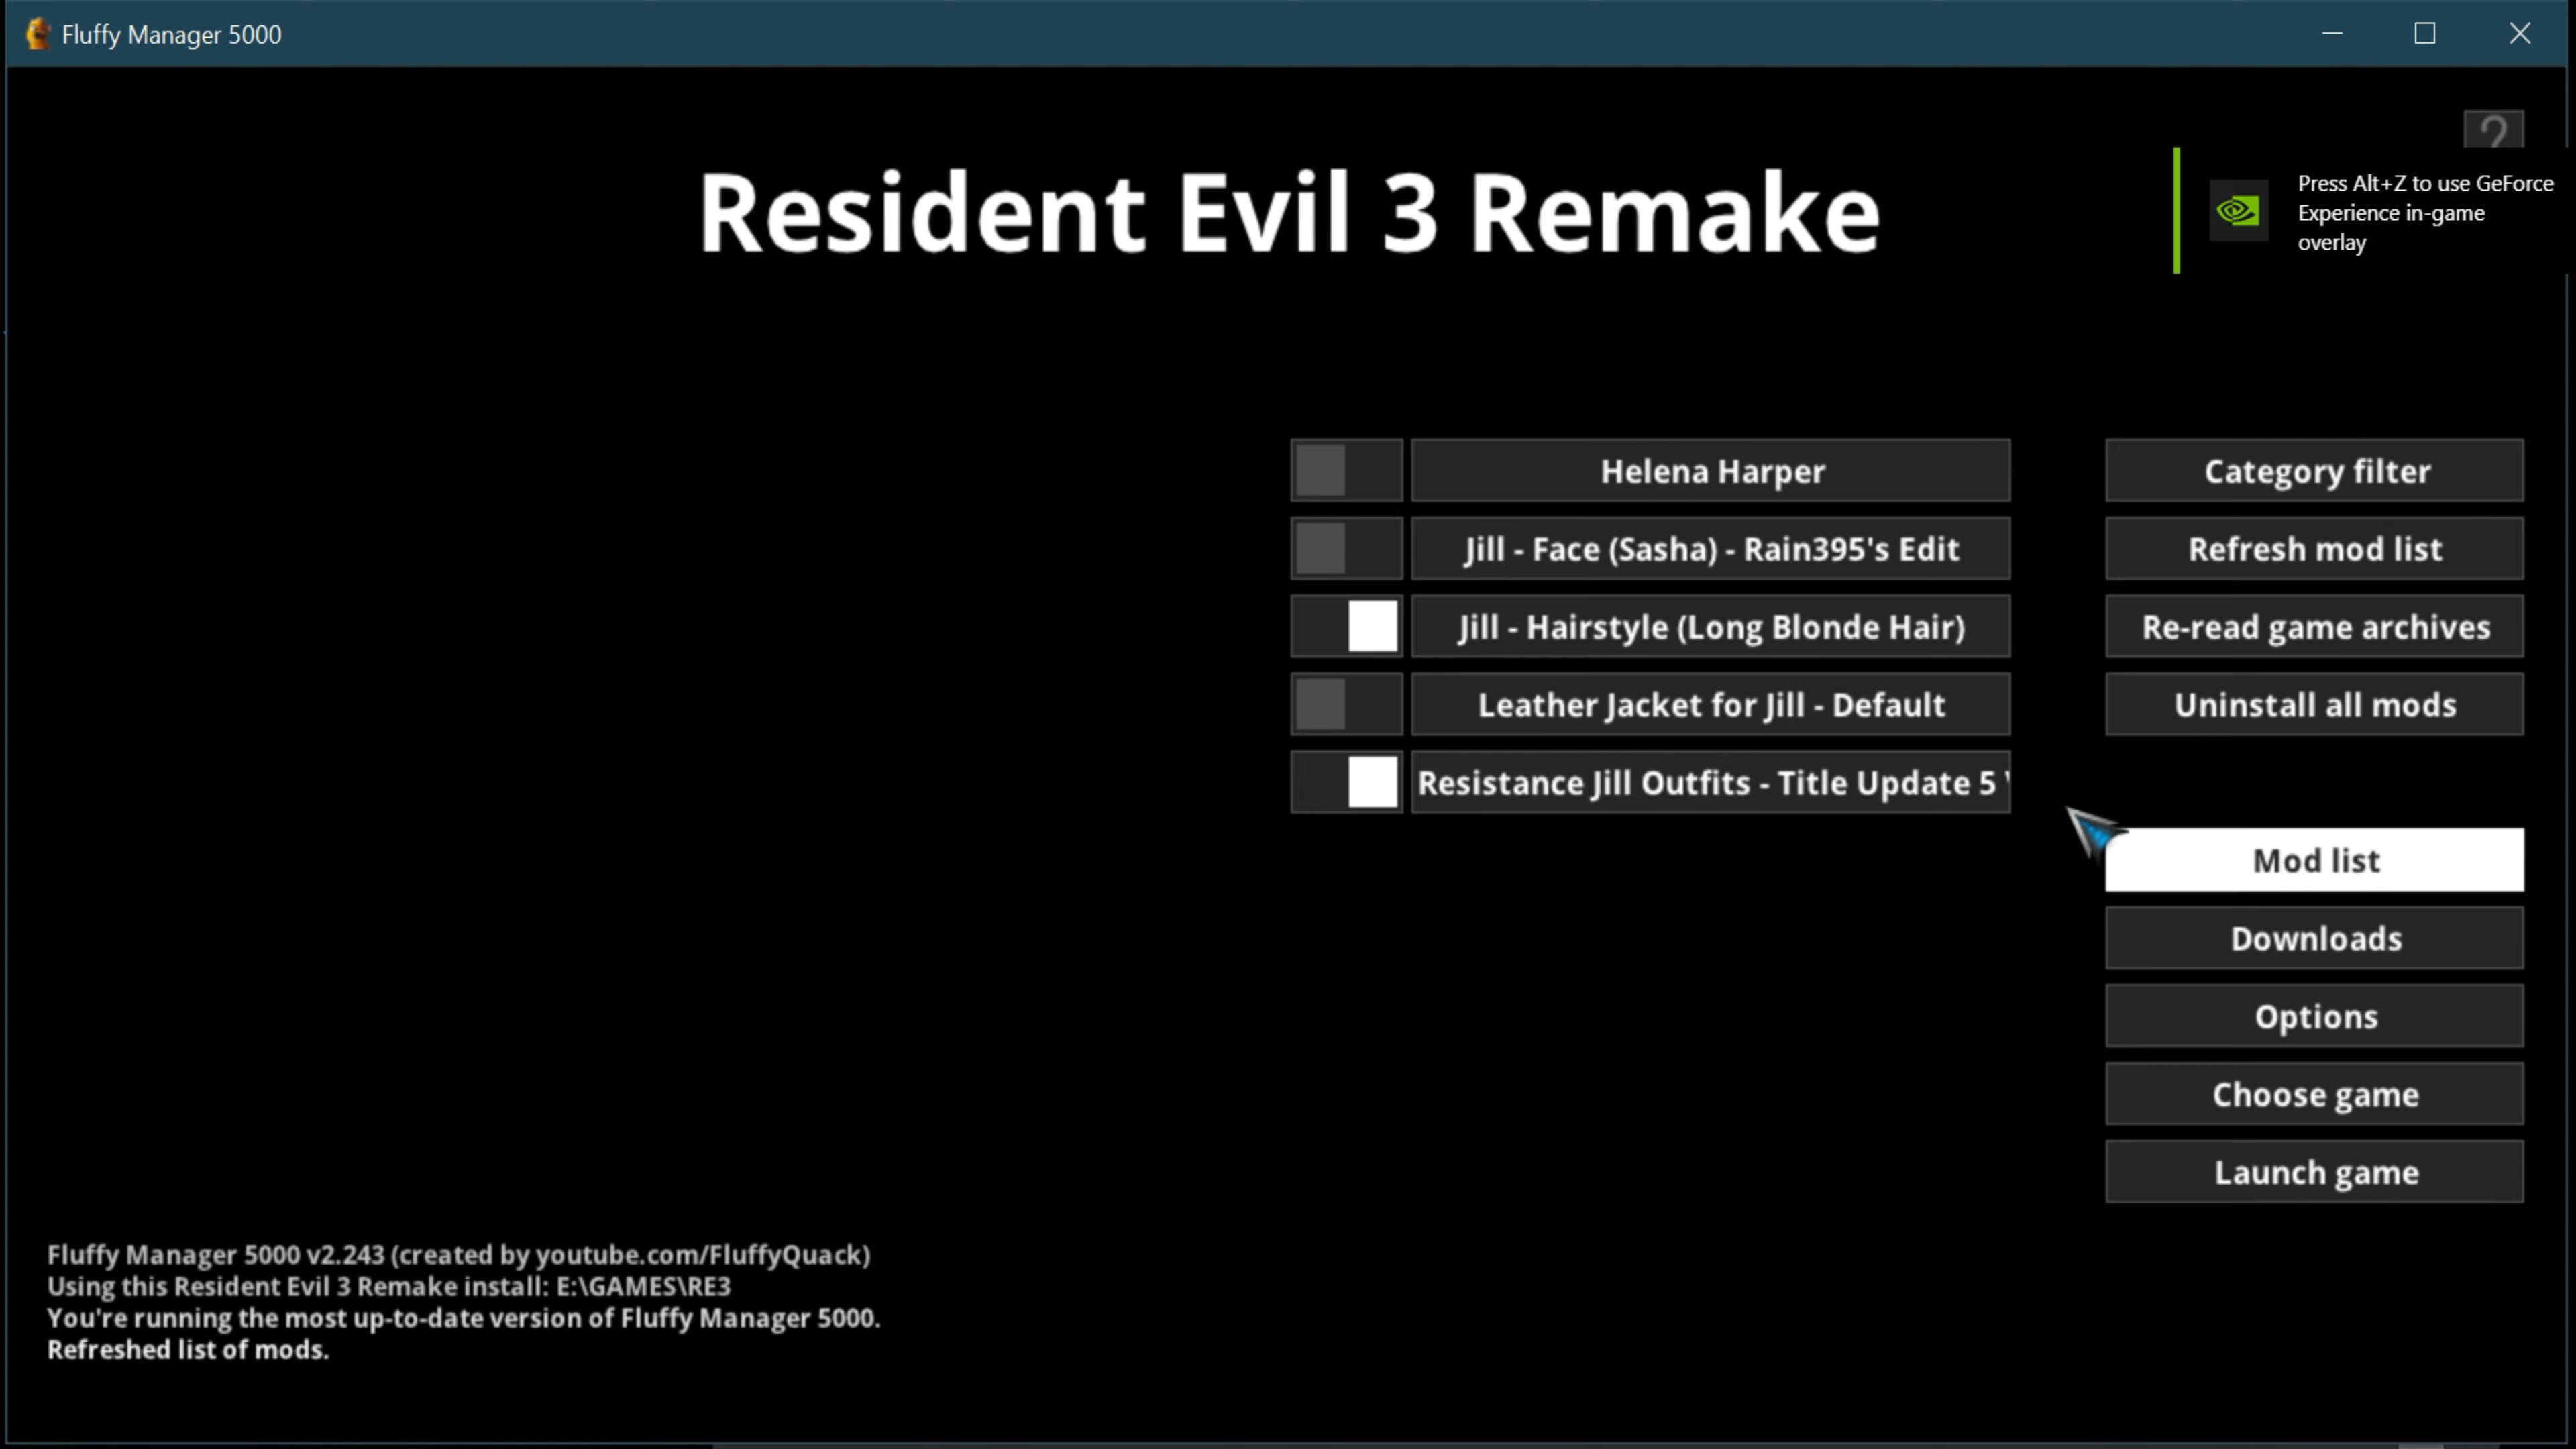 Fluffy Manager 5000
?
Resident Evil 3 Remake
Press Alt+Z to use GeForce
Experience in-game
overlay
Helena Harper
Jill - Face (Sasha) - Rain395's Edit
Jill - Hairstyle (Long Blonde Hair)
Leather Jacket for Jill - Default
Resistance Jill Outfits - Title Update 5
Category filter
Refresh mod list
Re-read game archives
Uninstall all mods
Mod list
Downloads
Options
Choose game
Launch game
Fluffy Manager 5000 v2.243 (created by youtube.com/FluffyQuack)
Using this Resident Evil 3 Remake install: E:\GAMES\RE3
You're running the most up-to-date version of Fluffy Manager 5000.
Refreshed list of mods.